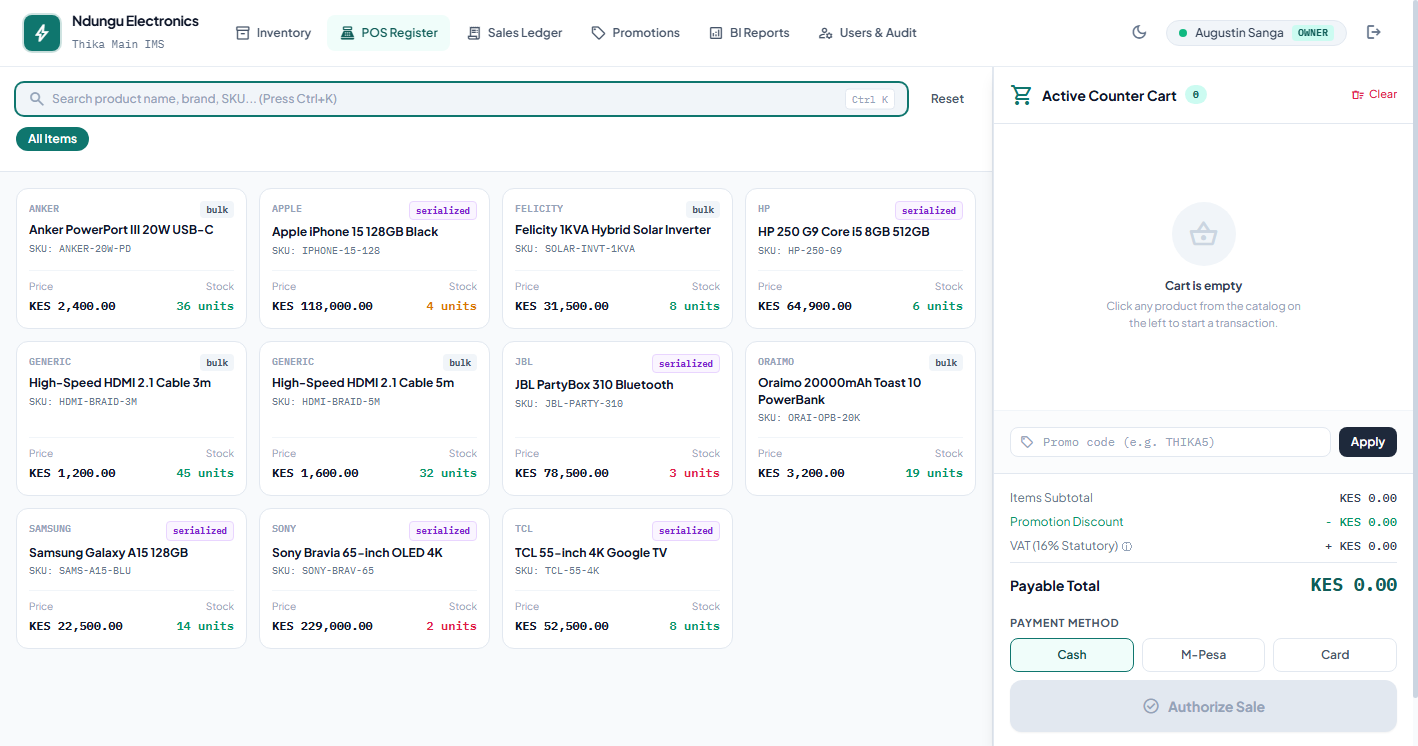 Ndungu Electronics
Thika Main IMS
Inventory
POS Register
Sales Ledger
Promotions
BI Reports
Users & Audit
Augustin Sanga OWNER
Search product name, brand, SKU... (Press Ctrl+K)
Ctrl K
Reset
All Items
ANKER
bulk
Anker PowerPort III 20W USB-C
SKU: ANKER-20W-PD
Price Stock
KES 2,400.00 36 units
APPLE
serialized
Apple iPhone 15 128GB Black
SKU: IPHONE-15-128
Price Stock
KES 118,000.00 4 units
FELICITY
bulk
Felicity 1KVA Hybrid Solar Inverter
SKU: SOLAR-INVT-1KVA
Price Stock
KES 31,500.00 8 units
HP
serialized
HP 250 G9 Core i5 8GB 512GB
SKU: HP-250-G9
Price Stock
KES 64,900.00 6 units
GENERIC
bulk
High-Speed HDMI 2.1 Cable 3m
SKU: HDMI-BRAID-3M
Price Stock
KES 1,200.00 45 units
GENERIC
bulk
High-Speed HDMI 2.1 Cable 5m
SKU: HDMI-BRAID-5M
Price Stock
KES 1,600.00 32 units
JBL
serialized
JBL PartyBox 310 Bluetooth
SKU: JBL-PARTY-310
Price Stock
KES 78,500.00 3 units
ORAIMO
bulk
Oraimo 20000mAh Toast 10
PowerBank
SKU: ORAI-OPB-20K
Price Stock
KES 3,200.00 19 units
SAMSUNG
serialized
Samsung Galaxy A15 128GB
SKU: SAMS-A15-BLU
Price Stock
KES 22,500.00 14 units
SONY
serialized
Sony Bravia 65-inch OLED 4K
SKU: SONY-BRAV-65
Price Stock
KES 229,000.00 2 units
TCL
serialized
TCL 55-inch 4K Google TV
SKU: TCL-55-4K
Price Stock
KES 52,500.00 8 units
Active Counter Cart 0
Clear
Cart is empty
Click any product from the catalog on
the left to start a transaction.
Promo code (e.g. THIKA5)
Apply
Items Subtotal KES 0.00
Promotion Discount - KES 0.00
VAT (16% Statutory) + KES 0.00
Payable Total KES 0.00
PAYMENT METHOD
Cash
M-Pesa
Card
Authorize Sale